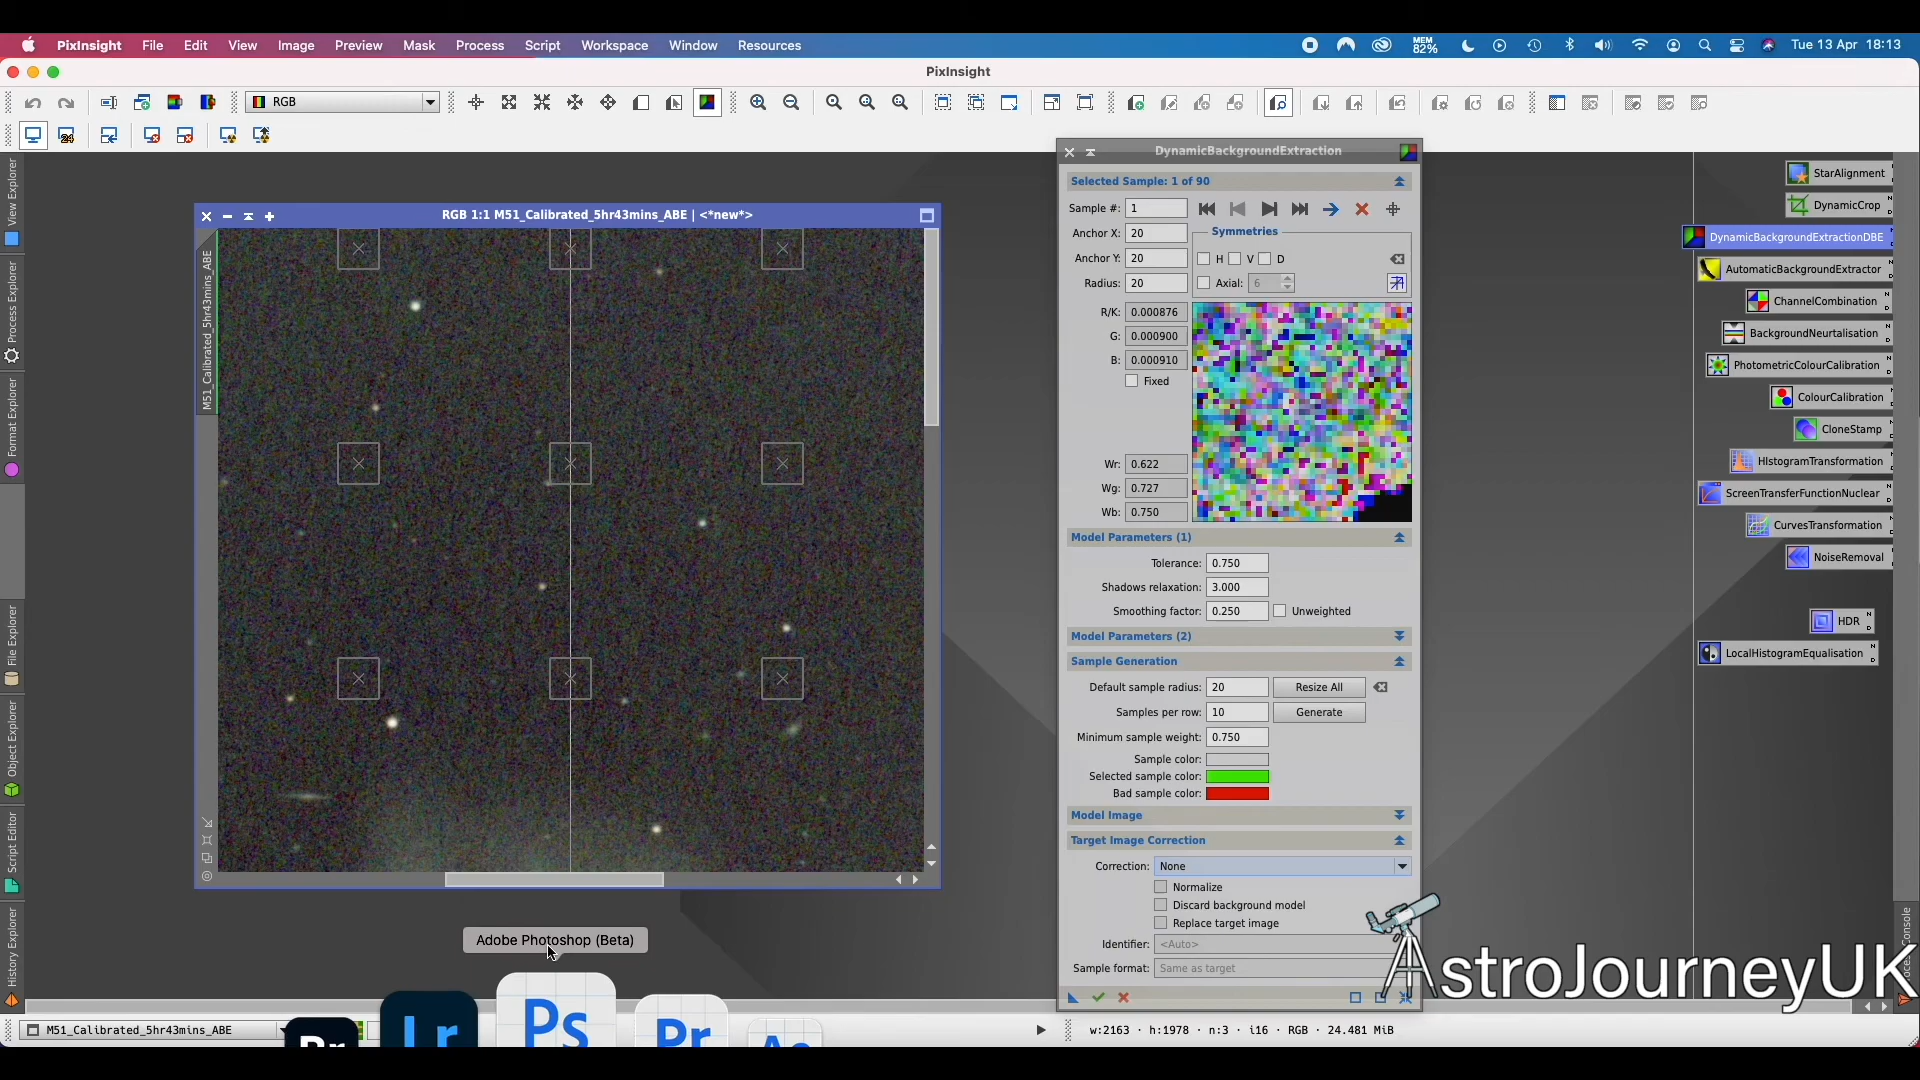 PixInsight File Edit View Image Preview Mask Process Script Workspace Window Resources
MEM 82%
Tue 13 Apr 18:13
PixInsight
RGB
24
View Explorer
Process Explorer
Format Explorer
File Explorer
Object Explorer
Script Editor
History Explorer
RGB 1:1 M51_Calibrated_5hr43mins_ABE | <*new*>
M51_Calibrated_5hr43mins_ABE
DynamicBackgroundExtraction
Selected Sample: 1 of 90
Sample #: 1
Anchor X: 20
Symmetries
Anchor Y: 20
H V D
Radius: 20
Axial: 6
R/K: 0.000876
G: 0.000900
B: 0.000910
Fixed
Wr: 0.622
Wg: 0.727
Wb: 0.750
Model Parameters (1)
Tolerance: 0.750
Shadows relaxation: 3.000
Smoothing factor: 0.250 Unweighted
Model Parameters (2)
Sample Generation
Default sample radius: 20 Resize All
Samples per row: 10 Generate
Minimum sample weight: 0.750
Sample color:
Selected sample color:
Bad sample color:
Model Image
Target Image Correction
Correction: None
Normalize
Discard background model
Replace target image
Identifier: <Auto>
Sample format: Same as target
StarAlignment
DynamicCrop
DynamicBackgroundExtractionDBE
AutomaticBackgroundExtractor
ChannelCombination
BackgroundNeurtalisation
PhotometricColourCalibration
ColourCalibration
CloneStamp
HIstogramTransformation
ScreenTransferFunctionNuclear
CurvesTransformation
NoiseRemoval
HDR
LocalHistogramEqualisation
AstroJourneyUK
Adobe Photoshop (Beta)
Br Lr Ps Pr Ae
M51_Calibrated_5hr43mins_ABE
w:2163 · h:1978 · n:3 · i16 · RGB · 24.481 MiB